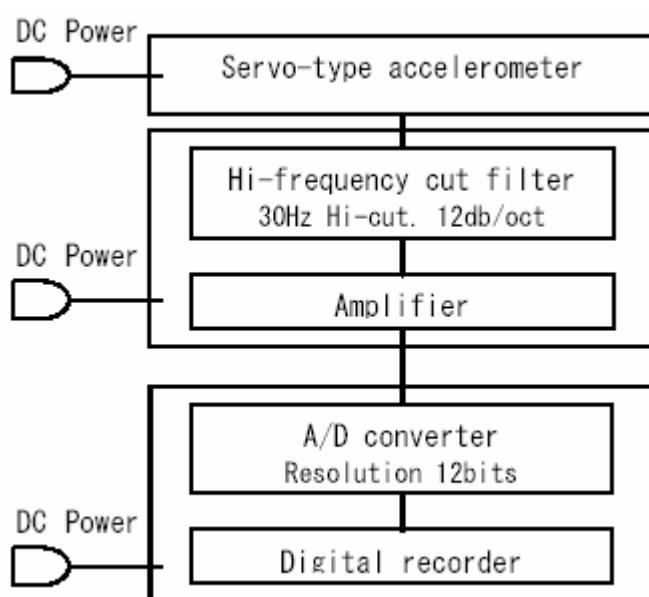 DC Power
Servo-type accelerometer
Hi-frequency cut filter
30Hz Hi-cut. 12db/oct
DC Power
Amplifier
A/D converter
Resolution 12bits
DC Power
Digital recorder